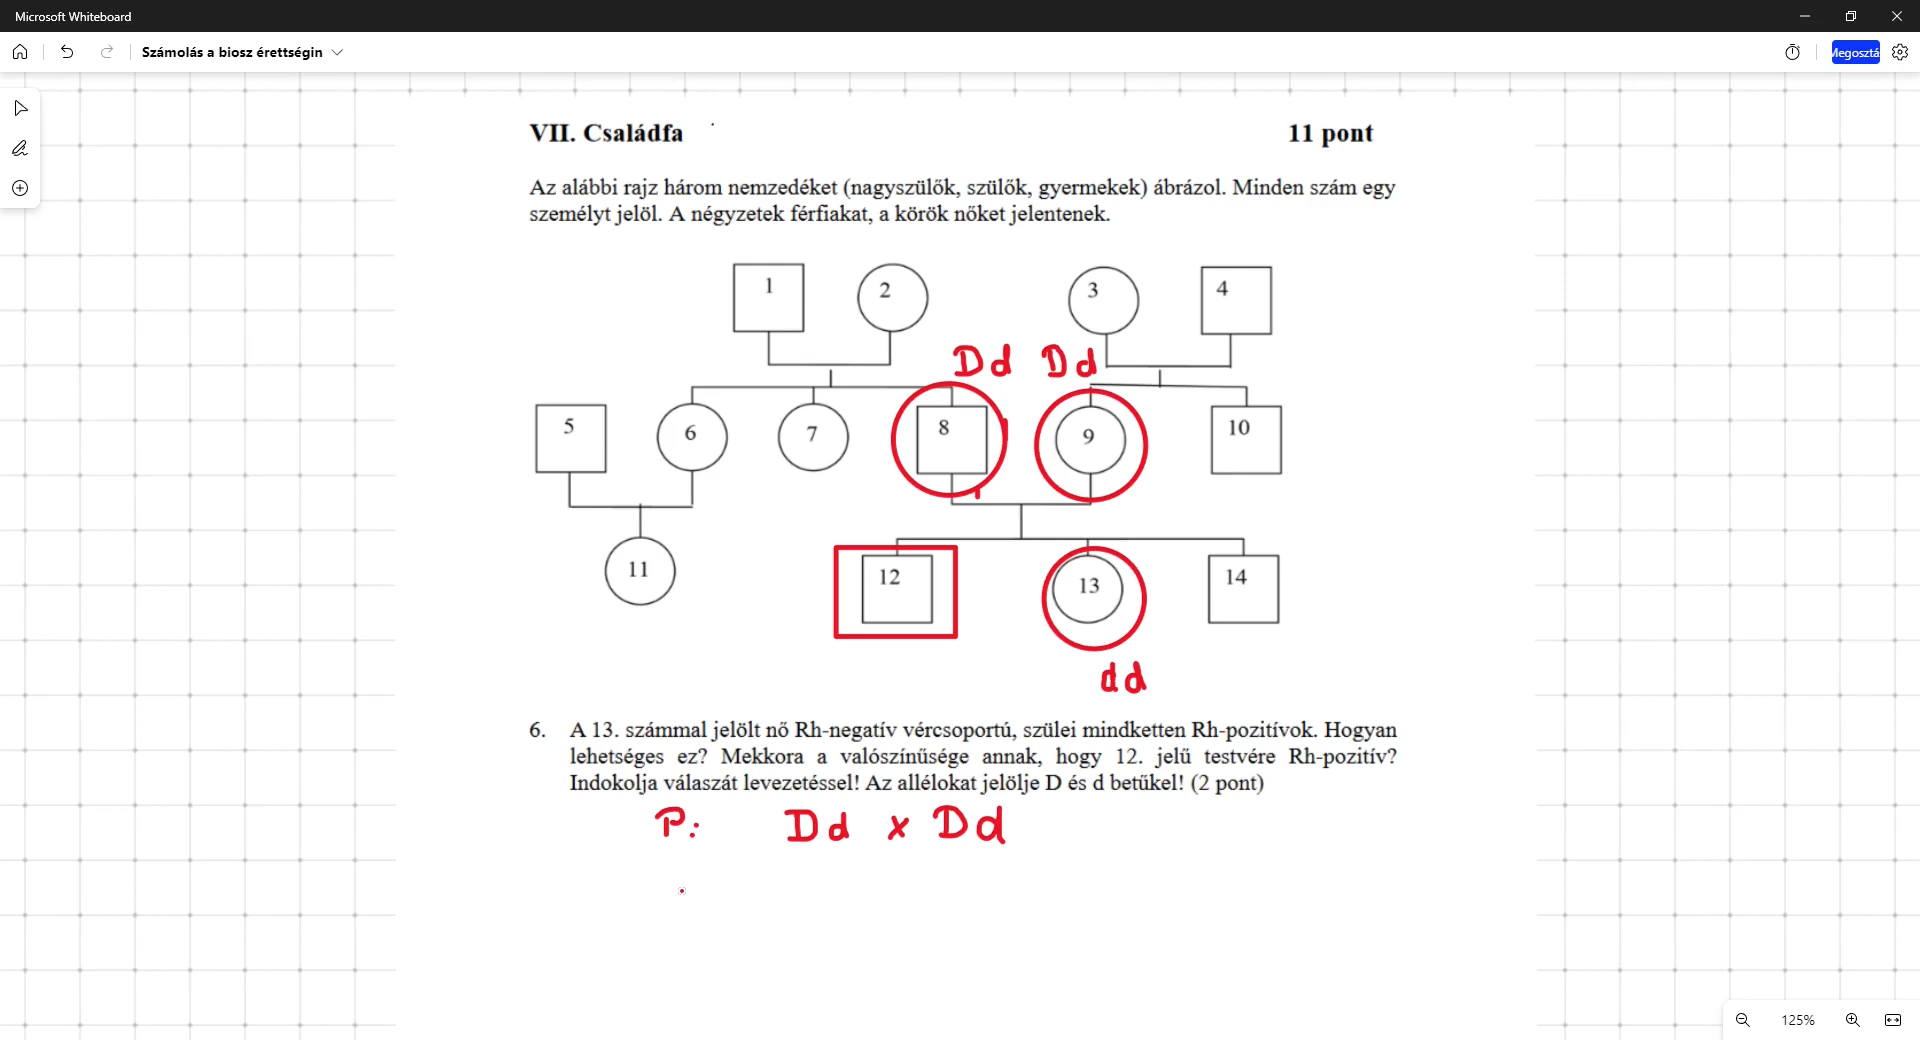 Microsoft Whiteboard
Számolás a biosz érettségin
Megosztá
VII. Családfa 11 pont
Az alábbi rajz három nemzedéket (nagyszülők, szülők, gyermekek) ábrázol. Minden szám egy
személyt jelöl. A négyzetek férfiakat, a körök nőket jelentenek.
1 2 3 4
Dd Dd
5 6 7 8 9 10
11 12 13 14
dd
6. A 13. számmal jelölt nő Rh-negatív vércsoportú, szülei mindketten Rh-pozitívok. Hogyan
lehetséges ez? Mekkora a valószínűsége annak, hogy 12. jelű testvére Rh-pozitív?
Indokolja válaszát levezetéssel! Az allélokat jelölje D és d betűkel! (2 pont)
P: Dd x Dd
125%